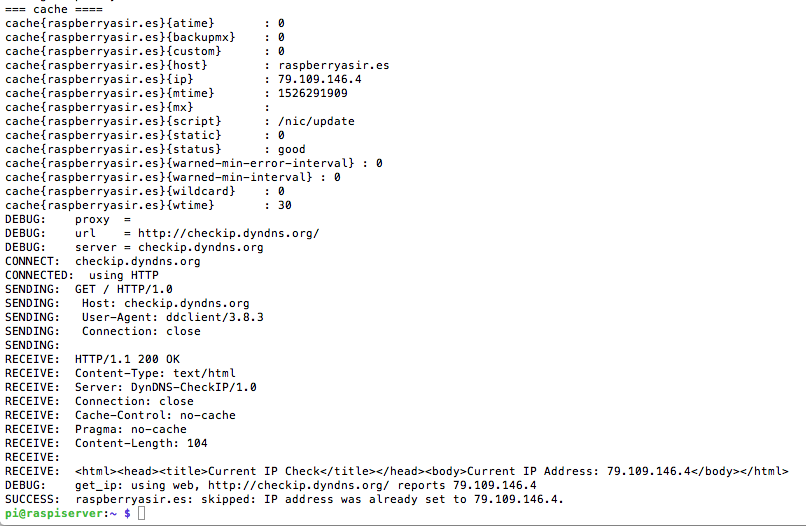 === cache ====
cache{raspberryasir.es}{atime}       : 0
cache{raspberryasir.es}{backupmx}    : 0
cache{raspberryasir.es}{custom}      : 0
cache{raspberryasir.es}{host}        : raspberryasir.es
cache{raspberryasir.es}{ip}          : 79.109.146.4
cache{raspberryasir.es}{mtime}       : 1526291909
cache{raspberryasir.es}{mx}          :
cache{raspberryasir.es}{script}      : /nic/update
cache{raspberryasir.es}{static}      : 0
cache{raspberryasir.es}{status}      : good
cache{raspberryasir.es}{warned-min-error-interval} : 0
cache{raspberryasir.es}{warned-min-interval} : 0
cache{raspberryasir.es}{wildcard}    : 0
cache{raspberryasir.es}{wtime}       : 30
DEBUG:    proxy  =
DEBUG:    url    = http://checkip.dyndns.org/
DEBUG:    server = checkip.dyndns.org
CONNECT:  checkip.dyndns.org
CONNECTED:  using HTTP
SENDING:  GET / HTTP/1.0
SENDING:   Host: checkip.dyndns.org
SENDING:   User-Agent: ddclient/3.8.3
SENDING:   Connection: close
SENDING:
RECEIVE:  HTTP/1.1 200 OK
RECEIVE:  Content-Type: text/html
RECEIVE:  Server: DynDNS-CheckIP/1.0
RECEIVE:  Connection: close
RECEIVE:  Cache-Control: no-cache
RECEIVE:  Pragma: no-cache
RECEIVE:  Content-Length: 104
RECEIVE:
RECEIVE:  <html><head><title>Current IP Check</title></head><body>Current IP Address: 79.109.146.4</body></html>
DEBUG:    get_ip: using web, http://checkip.dyndns.org/ reports 79.109.146.4
SUCCESS:  raspberryasir.es: skipped: IP address was already set to 79.109.146.4.
pi@raspiserver:~ $